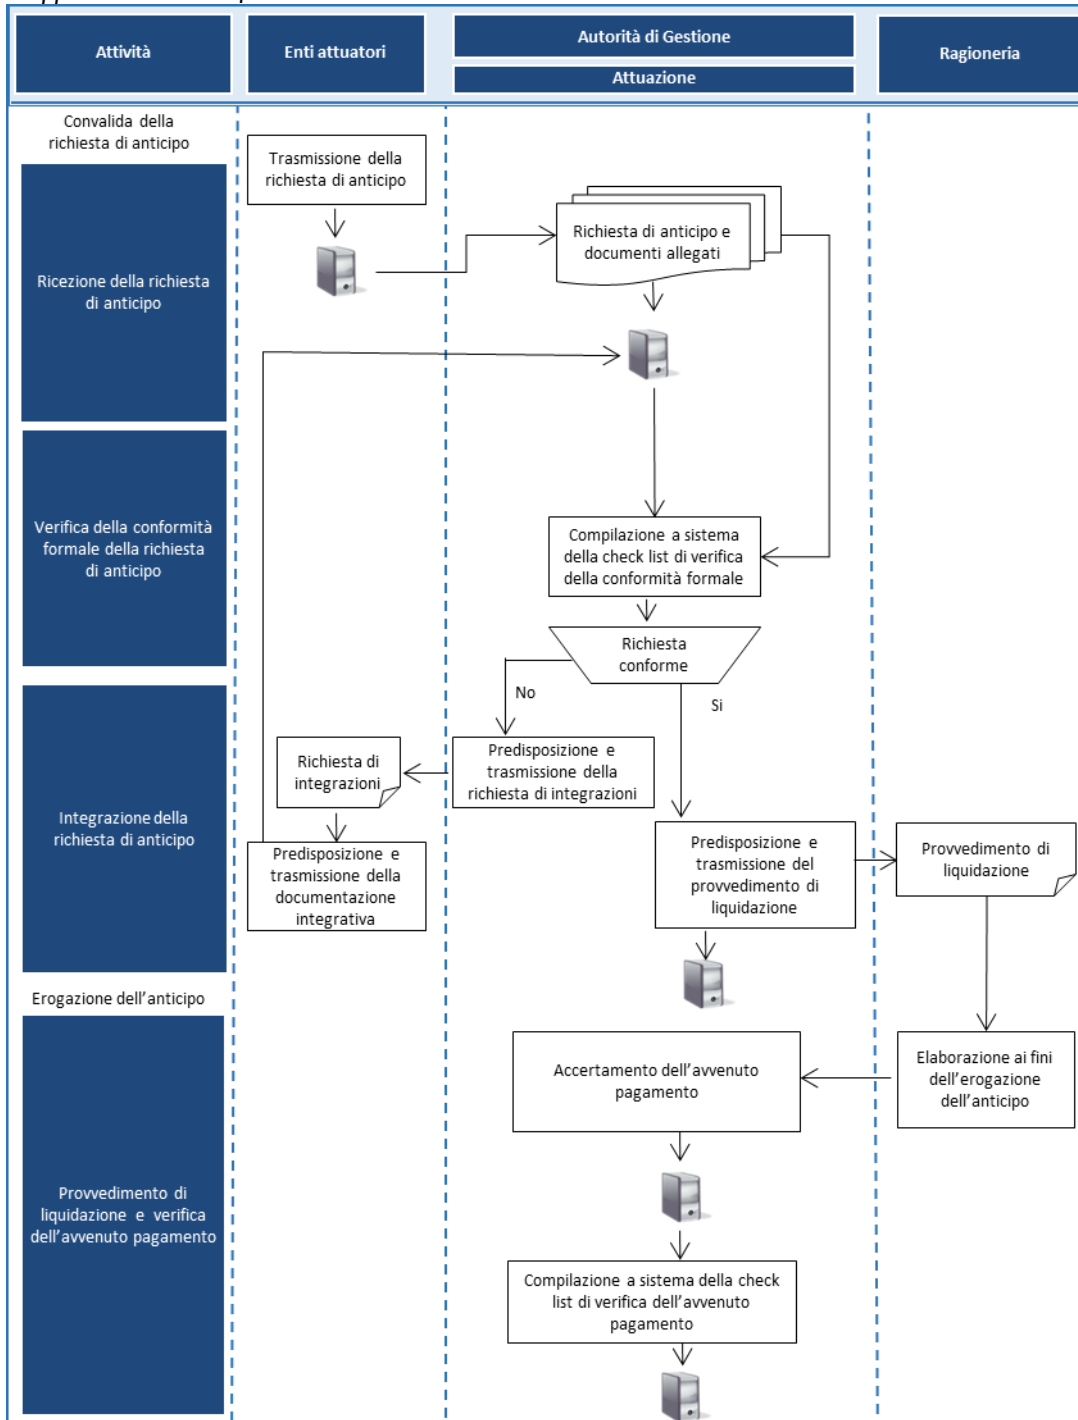 Attività
Enti attuatori
Autorità di Gestione
Attuazione
Ragioneria
Convalida della
richiesta di anticipo
Trasmissione della
richiesta di anticipo
Richiesta di anticipo e
documenti allegati
Ricezione della richiesta
di anticipo
Verifica della conformità
formale della richiesta
di anticipo
Compilazione a sistema
della check list di verifica
della conformità formale
Richiesta
conforme
No
Si
Integrazione della
richiesta di anticipo
Richiesta di
integrazioni
Predisposizione e
trasmissione della
richiesta di integrazioni
Predisposizione e
trasmissione della
documentazione
integrativa
Predisposizione e
trasmissione del
provvedimento di
liquidazione
Provvedimento di
liquidazione
Erogazione dell’anticipo
Provvedimento di
liquidazione e verifica
dell’avvenuto pagamento
Accertamento dell’avvenuto
pagamento
Elaborazione ai fini
dell’erogazione
dell’anticipo
Compilazione a sistema della check
list di verifica dell’avvenuto
pagamento